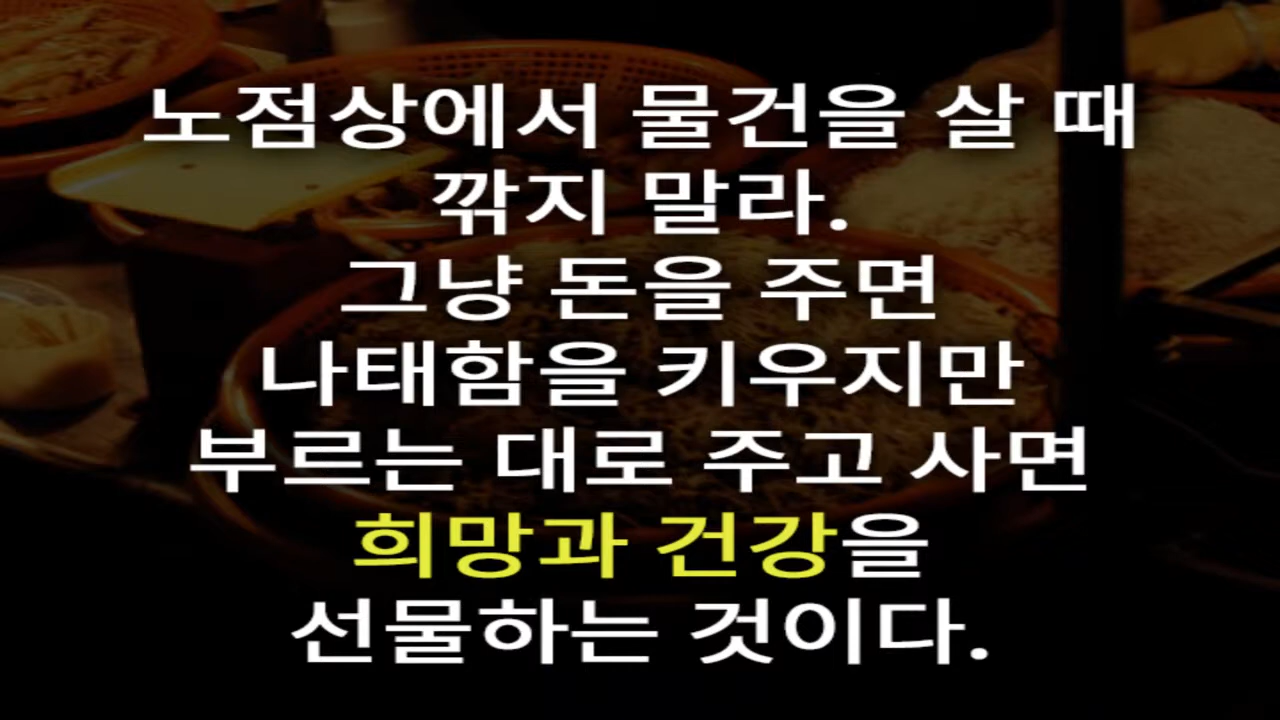 노점상에서 물건을 살 때
깎지 말라.
그냥 돈을 주면
나태함을 키우지만
부르는 대로 주고 사면
희망과 건강을
선물하는 것이다.